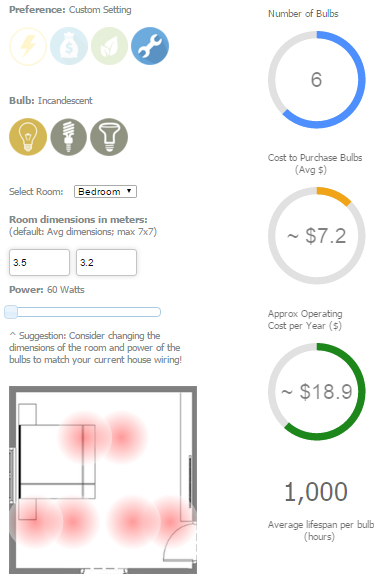 Preference: Custom Setting
Bulb: Incandescent
Select Room: Bedroom
Room dimensions in meters:
(default: Avg dimensions; max 7x7)
3.5 3.2
Power: 60 Watts
^ Suggestion: Consider changing the
dimensions of the room and power of the
bulbs to match your current house wiring!
Number of Bulbs
6
Cost to Purchase Bulbs
(Avg $)
~ $7.2
Approx Operating
Cost per Year ($)
~ $18.9
1,000
Average lifespan per bulb
(hours)